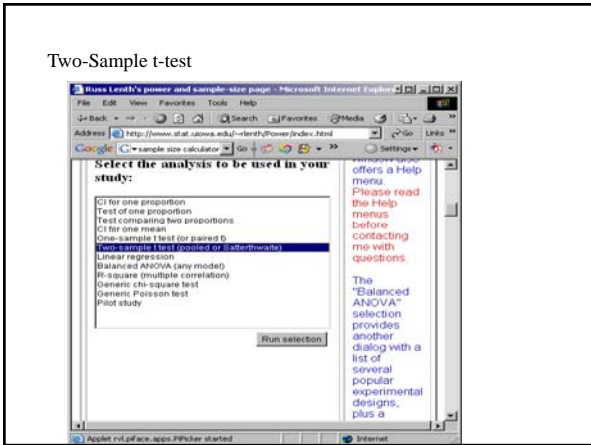 Two-Sample t-test
Russ Lenth's power and sample-size page - Microsoft Internet Explorer
File Edit View Favorites Tools Help
Back Search Favorites Media
Address http://www.stat.uiowa.edu/~rlenth/Power/index.html Go Links »
Google sample size calculator Go Settings
Select the analysis to be used in your study:
CI for one proportion
Test of one proportion
Test comparing two proportions
CI for one mean
One-sample t test (or paired t)
Two-sample t test (pooled or Satterthwaite)
Linear regression
Balanced ANOVA (any model)
R-square (multiple correlation)
Generic chi-square test
Generic Poisson test
Pilot study
Run selection
window also
offers a Help
menu.
Please read
the Help
menus
before
contacting
me with
questions.
The
"Balanced
ANOVA"
selection
provides
another
dialog with a
list of
several
popular
experimental
designs,
plus a
Applet rvl.piface.apps.PiPicker started
Internet